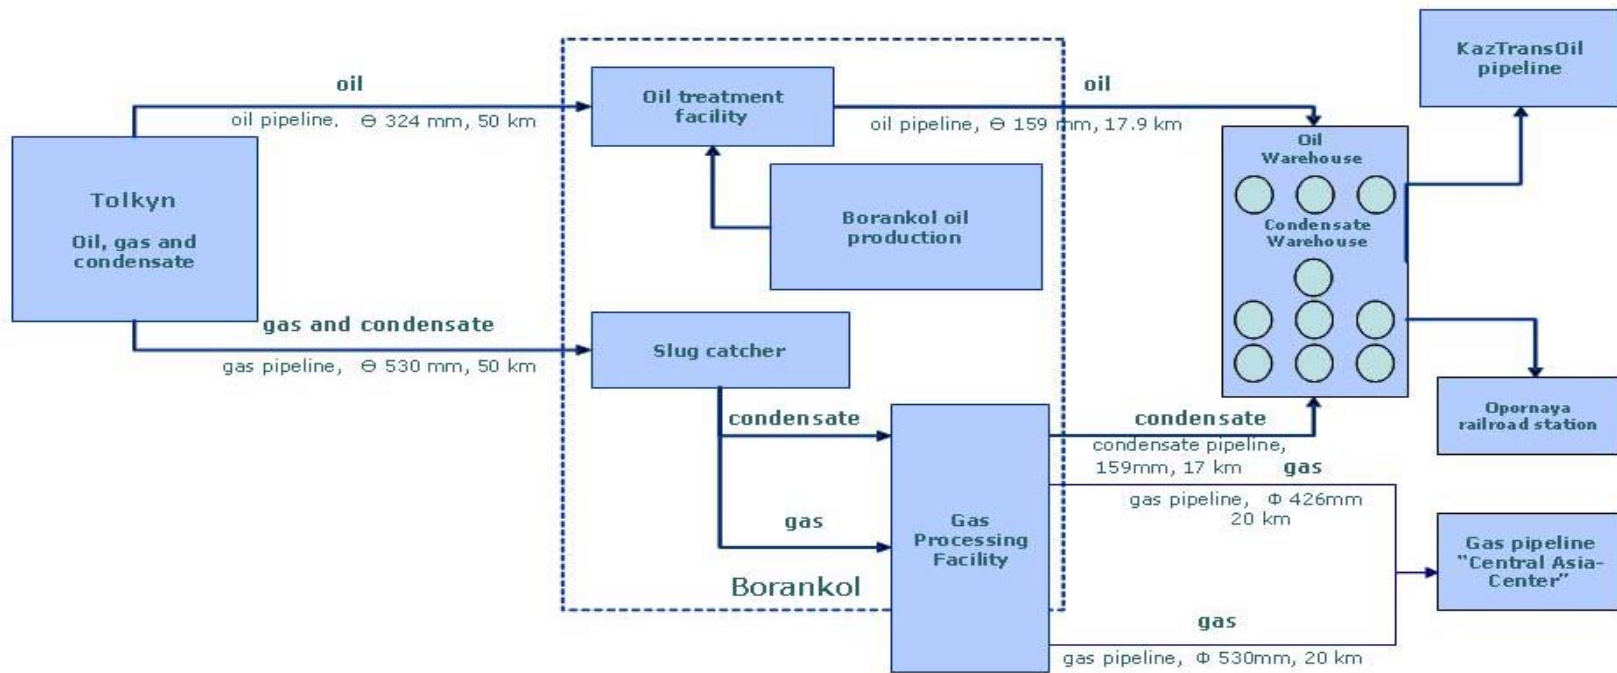 KazTransOil
pipeline
oil
oil pipeline. Ө 324 mm, 50 km
Oil treatment
facility
oil
oil pipeline, Ө 159 mm, 17.9 km
Tolkyn
Oil, gas and
condensate
Borankol oil
production
Oil
Warehouse
Condensate
Warehouse
gas and condensate
gas pipeline, Ө 530 mm, 50 km
Slug catcher
condensate
gas
Gas
Processing
Facility
Borankol
condensate
condensate pipeline,
159mm, 17 km
gas
gas pipeline, Ф 426mm
20 km
gas
gas pipeline, Ф 530mm, 20 km
Opornaya
railroad station
Gas pipeline
"Central Asia-
Center"